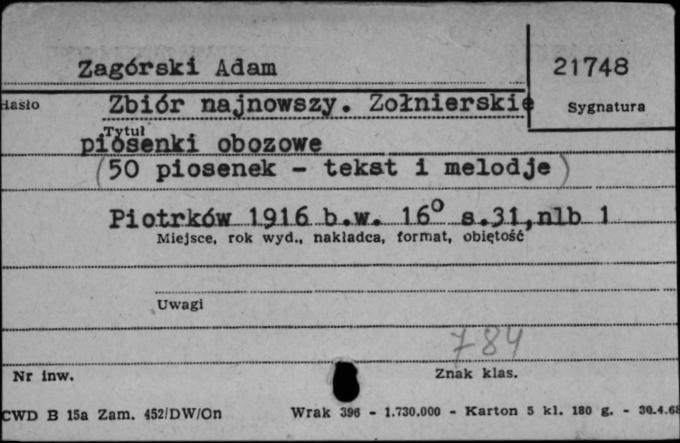 Zagórski Adam
21748
Hasło
Zbiór najnowszy. Żołnierskie
Sygnatura
Tytuł
piosenki obozowe
(50 piosenek - tekst i melodje)
Piotrków 1916 b.w. 16° s.31,nlb 1
Miejsce, rok wyd., nakładca, format, objętość
Uwagi
784
Nr inw.
Znak klas.
CWD B 15a Zam. 452/DW/On Wrak 396 - 1.730.000 - Karton 5 kl. 180 g. - 30.4.68